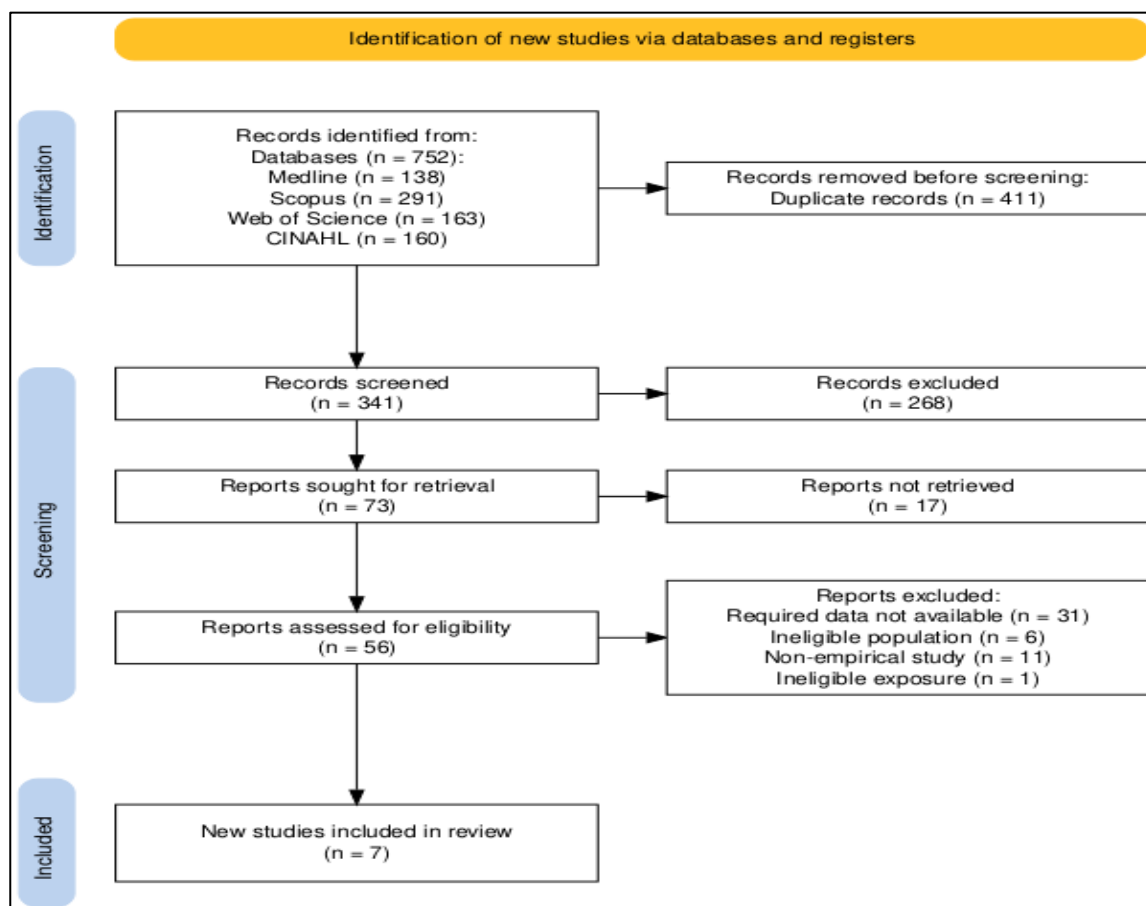 Identification of new studies via databases and registers
Identification
Records identified from:
Databases (n = 752):
Medline (n = 138)
Scopus (n = 291)
Web of Science (n = 163)
CINAHL (n = 160)
Records removed before screening:
Duplicate records (n = 411)
Screening
Records screened
(n = 341)
Records excluded
(n = 268)
Reports sought for retrieval
(n = 73)
Reports not retrieved
(n = 17)
Reports assessed for eligibility
(n = 56)
Reports excluded:
Required data not available (n = 31)
Ineligible population (n = 6)
Non-empirical study (n = 11)
Ineligible exposure (n = 1)
Included
New studies included in review
(n = 7)